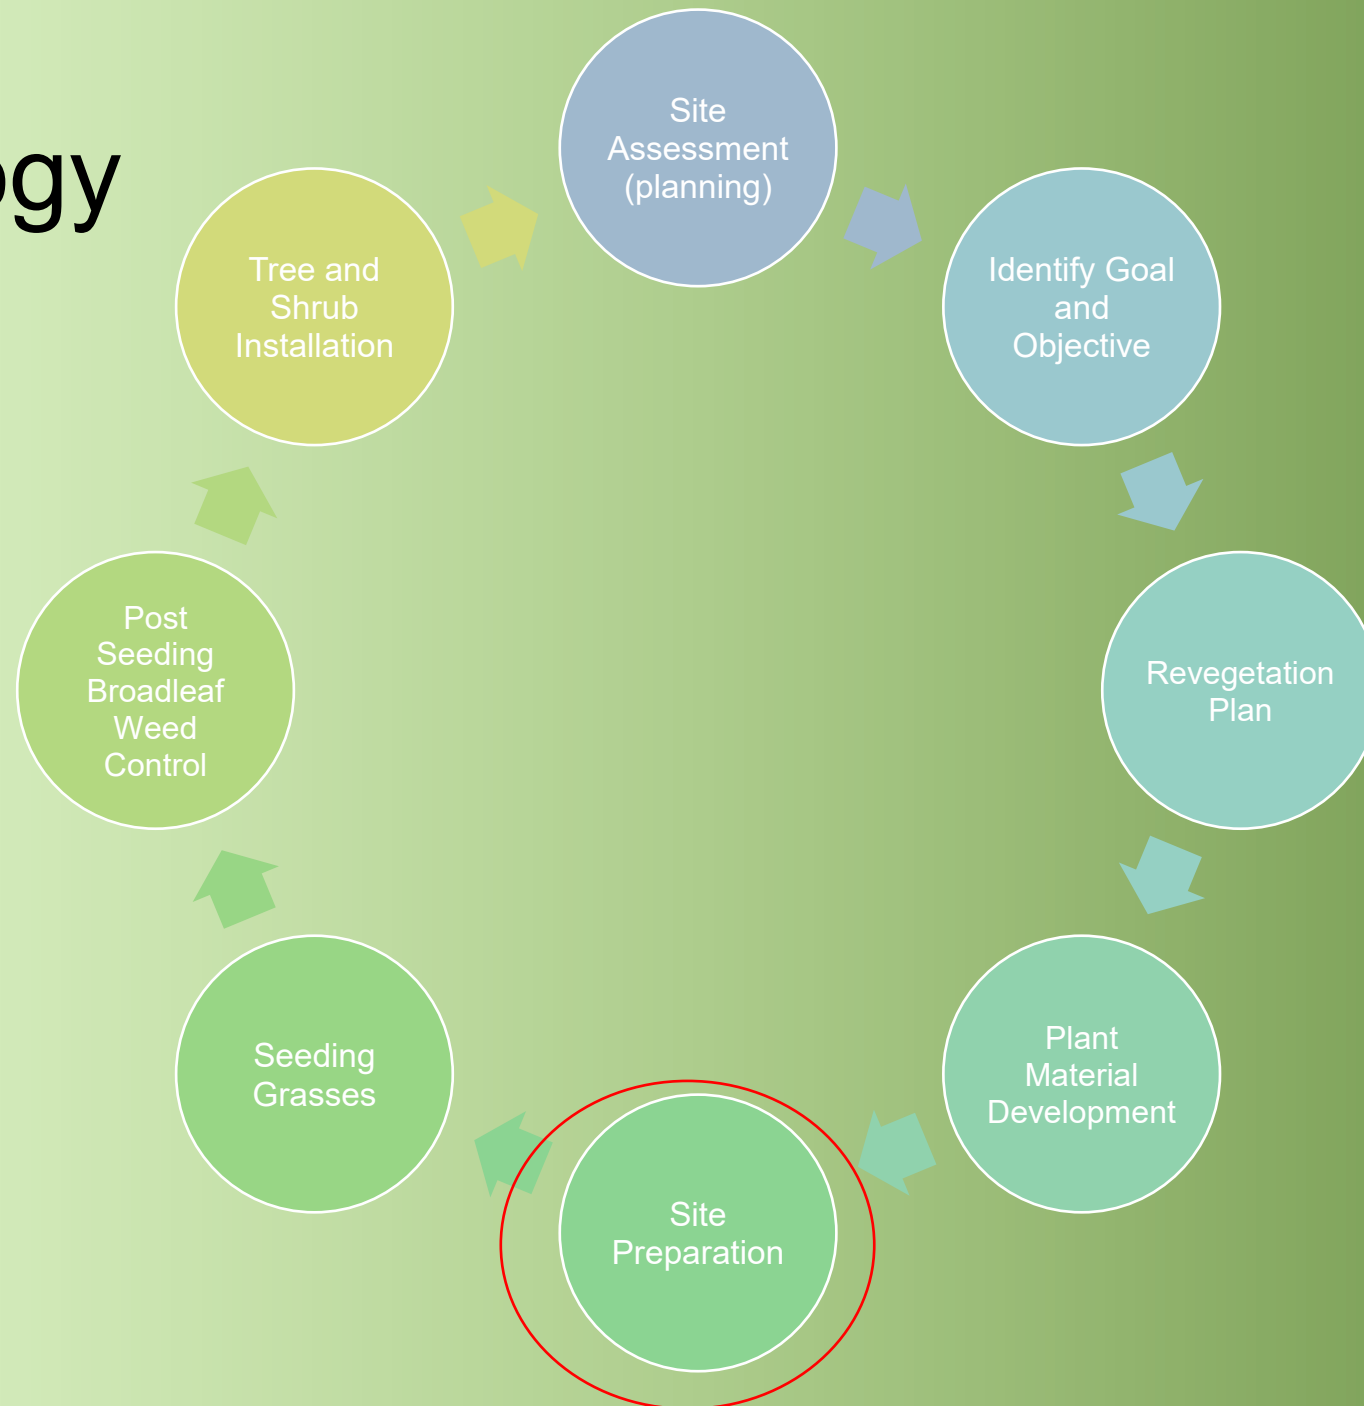 ogy
Site
Assessment
(planning)
Identify Goal
and
Objective
Revegetation
Plan
Plant
Material
Development
Site
Preparation
Seeding
Grasses
Post
Seeding
Broadleaf
Weed
Control
Tree and
Shrub
Installation